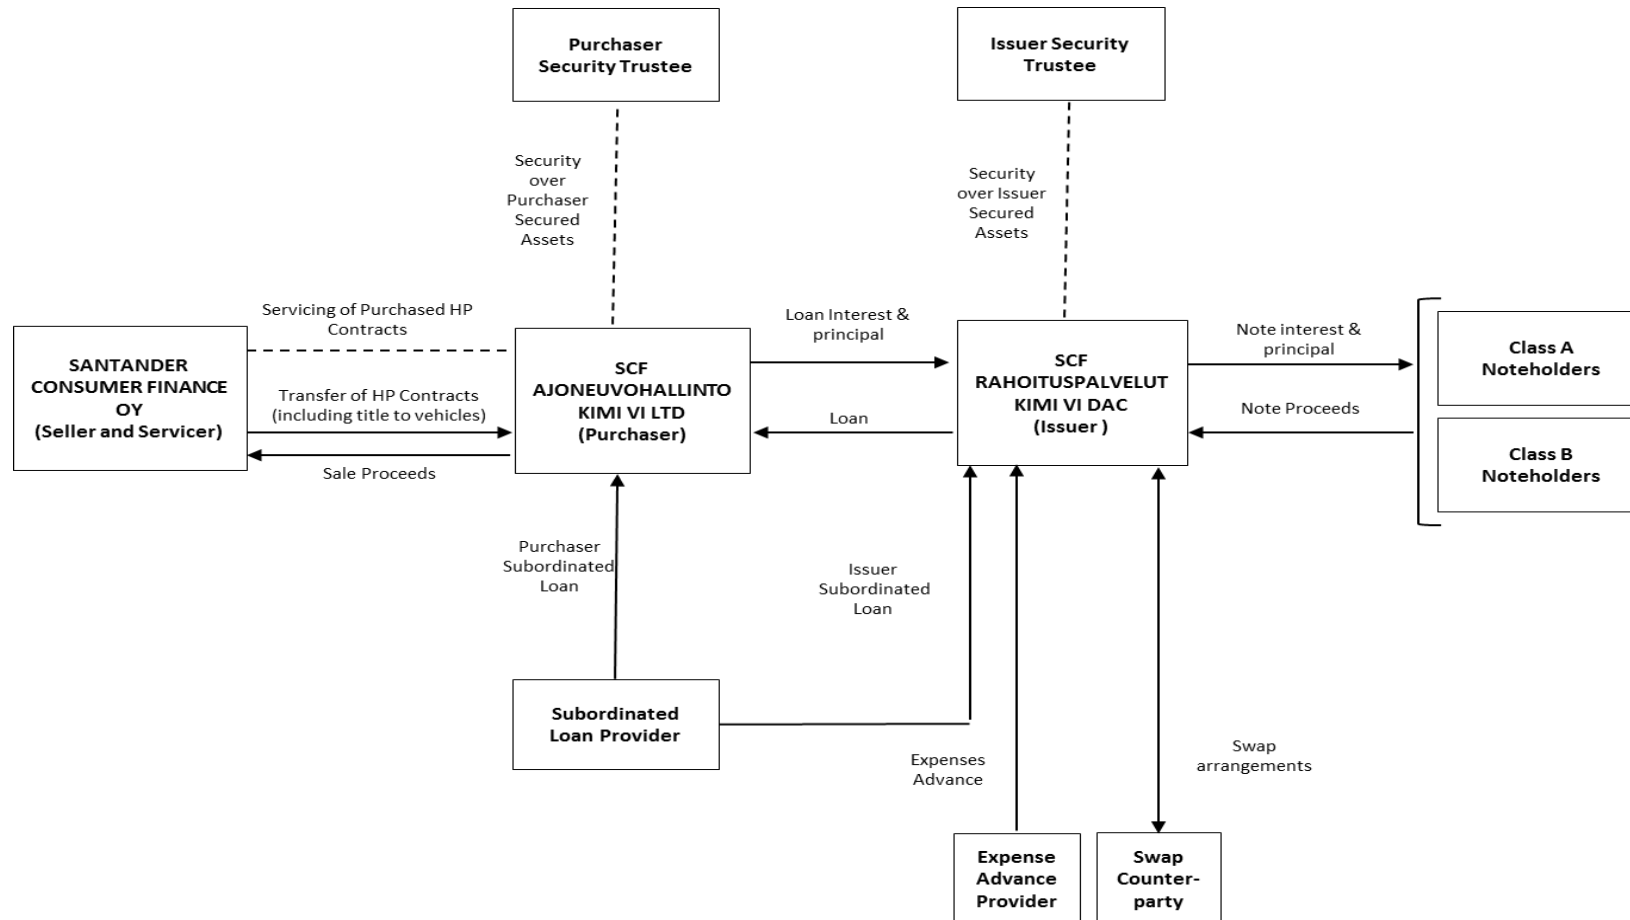 Purchaser
Security Trustee
Issuer Security
Trustee
Security
over
Purchaser
Secured
Assets
Security
over Issuer
Secured
Assets
Servicing of Purchased HP
Contracts
SANTANDER
CONSUMER FINANCE
OY
(Seller and Servicer)
Transfer of HP Contracts
(including title to vehicles)
Sale Proceeds
SCF
AJONEUVOHALLINTO
KIMI VI LTD
(Purchaser)
Loan Interest &
principal
Loan
SCF
RAHOITUSPALVELUT
KIMI VI DAC
(Issuer )
Note interest &
principal
Note Proceeds
Class A
Noteholders
Class B
Noteholders
Purchaser
Subordinated
Loan
Issuer
Subordinated
Loan
Subordinated
Loan Provider
Expenses
Advance
Swap
arrangements
Expense
Advance
Provider
Swap
Counter-
party